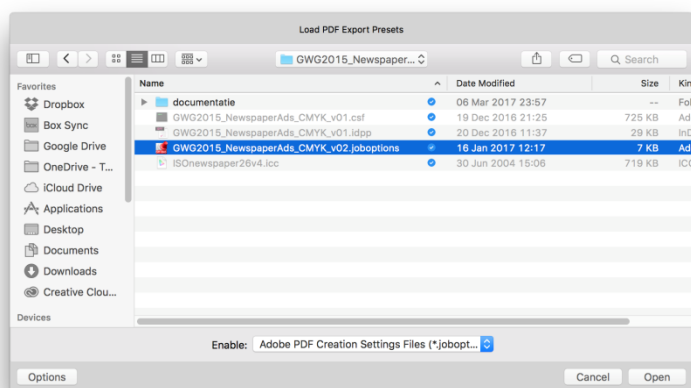 Load PDF Export Presets
GWG2015_Newspaper...
Search
Favorites
Name Date Modified Size Kin
Dropbox
documentatie 06 Mar 2017 23:57 -- Fol
box Box Sync
GWG2015_NewspaperAds_CMYK_v01.csf 19 Dec 2016 21:25 725 KB Ad
Google Drive
GWG2015_NewspaperAds_CMYK_v01.idpp 20 Dec 2016 11:37 29 KB InD
OneDrive - T...
GWG2015_NewspaperAds_CMYK_v02.joboptions 16 Jan 2017 12:17 7 KB Ad
ISOnewspaper26v4.icc 30 Jun 2004 15:06 719 KB ICC
iCloud Drive
Applications
Desktop
Documents
Downloads
Creative Clou...
Devices
Enable: Adobe PDF Creation Settings Files (*.jobopt...
Options Cancel Open